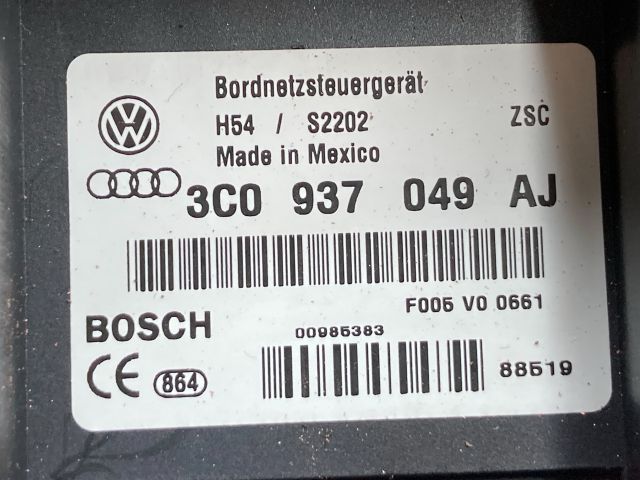 Bordnetzsteuergerät
H54 / S2202 ZSC
Made in Mexico
3C0 937 049 AJ
F005 V0 0661
BOSCH
00985383
CE 864
88519